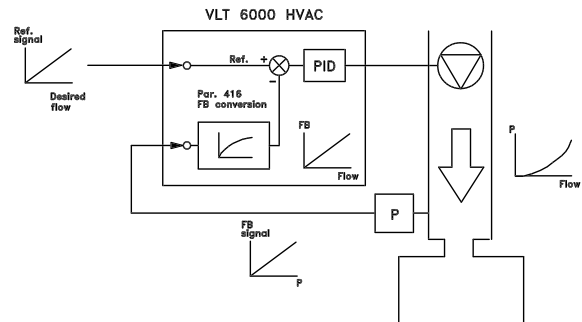 VLT 6000 HVAC
Ref.
signal
Desired
flow
Ref.
+
−
PID
Par. 416
FB conversion
FB
Flow
P
FB
signal
P
P
Flow